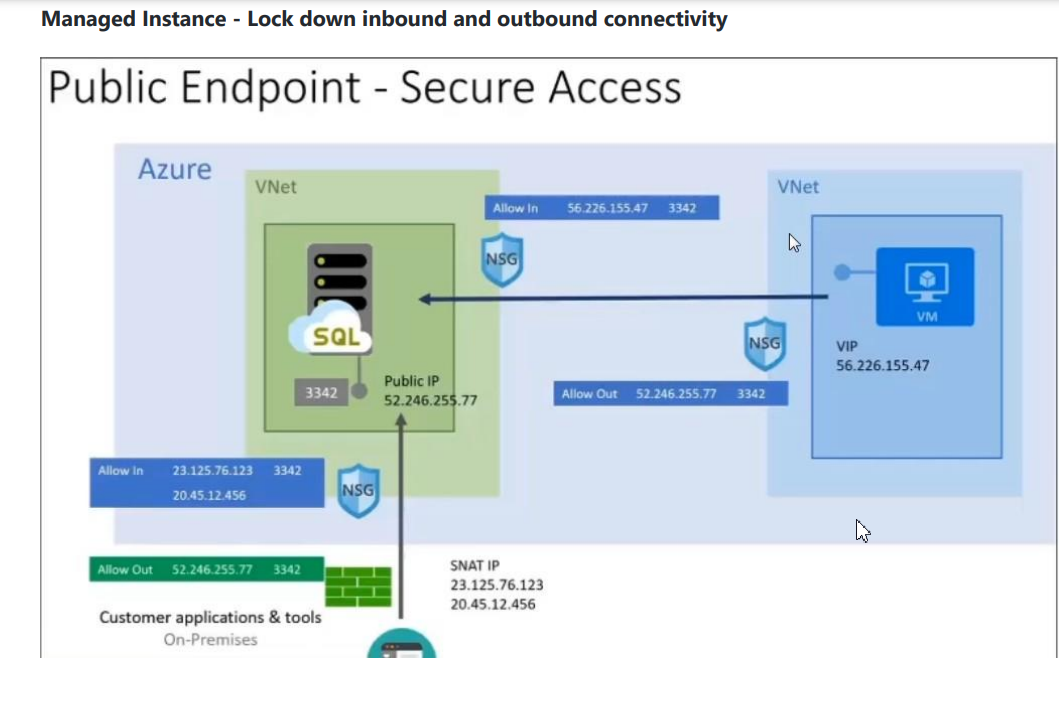 Managed Instance - Lock down inbound and outbound connectivity
Public Endpoint - Secure Access
Azure
VNet
VNet
Allow In 56.226.155.47 3342
NSG
SQL
VM
NSG
VIP
56.226.155.47
3342
Public IP
52.246.255.77
Allow Out 52.246.255.77 3342
Allow In 23.125.76.123 3342
20.45.12.456
NSG
Allow Out 52.246.255.77 3342
SNAT IP
23.125.76.123
20.45.12.456
Customer applications & tools
On-Premises